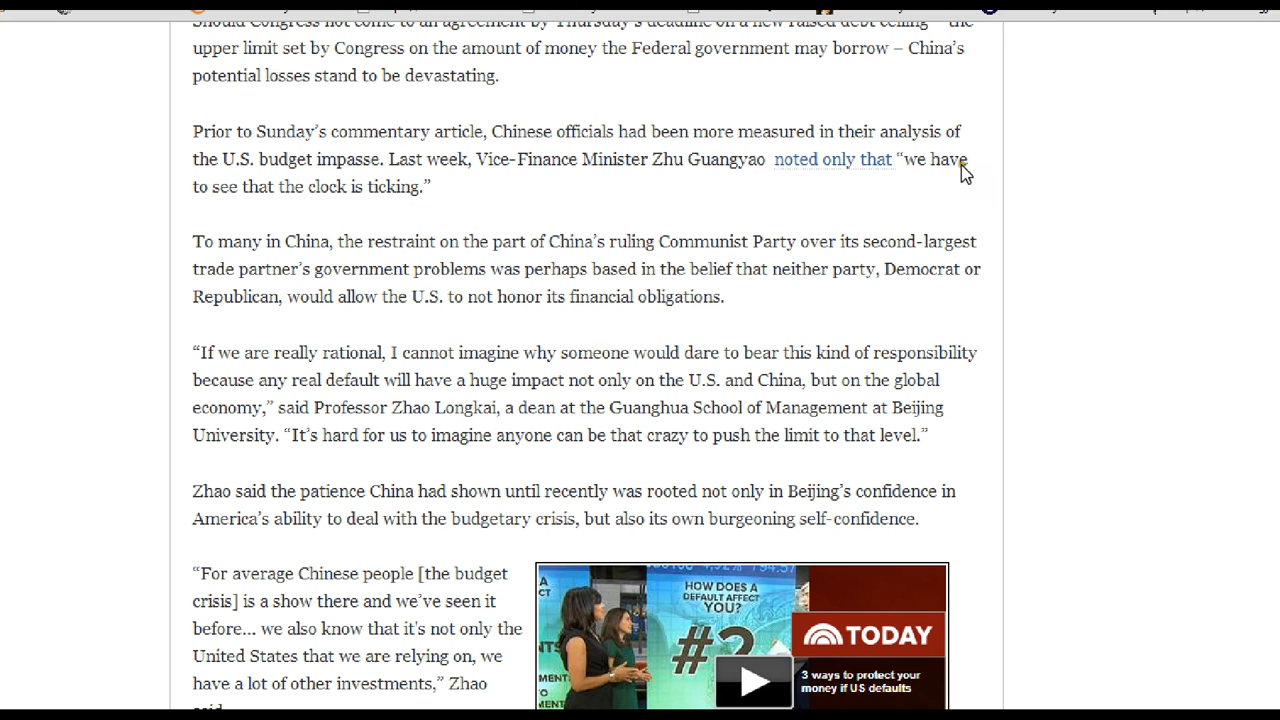 Should Congress not come to an agreement by Thursday's deadline on a new raised debt ceiling – the
upper limit set by Congress on the amount of money the Federal government may borrow – China’s
potential losses stand to be devastating.
Prior to Sunday’s commentary article, Chinese officials had been more measured in their analysis of
the U.S. budget impasse. Last week, Vice-Finance Minister Zhu Guangyao noted only that “we have
to see that the clock is ticking.”
To many in China, the restraint on the part of China’s ruling Communist Party over its second-largest
trade partner’s government problems was perhaps based in the belief that neither party, Democrat or
Republican, would allow the U.S. to not honor its financial obligations.
“If we are really rational, I cannot imagine why someone would dare to bear this kind of responsibility
because any real default will have a huge impact not only on the U.S. and China, but on the global
economy,” said Professor Zhao Longkai, a dean at the Guanghua School of Management at Beijing
University. “It’s hard for us to imagine anyone can be that crazy to push the limit to that level.”
Zhao said the patience China had shown until recently was rooted not only in Beijing’s confidence in
America’s ability to deal with the budgetary crisis, but also its own burgeoning self-confidence.
“For average Chinese people [the budget
crisis] is a show there and we’ve seen it
before... we also know that it’s not only the
United States that we are relying on, we
have a lot of other investments,” Zhao
said
HOW DOES A
DEFAULT AFFECT
YOU?
#2
TODAY
3 ways to protect your
money if US defaults